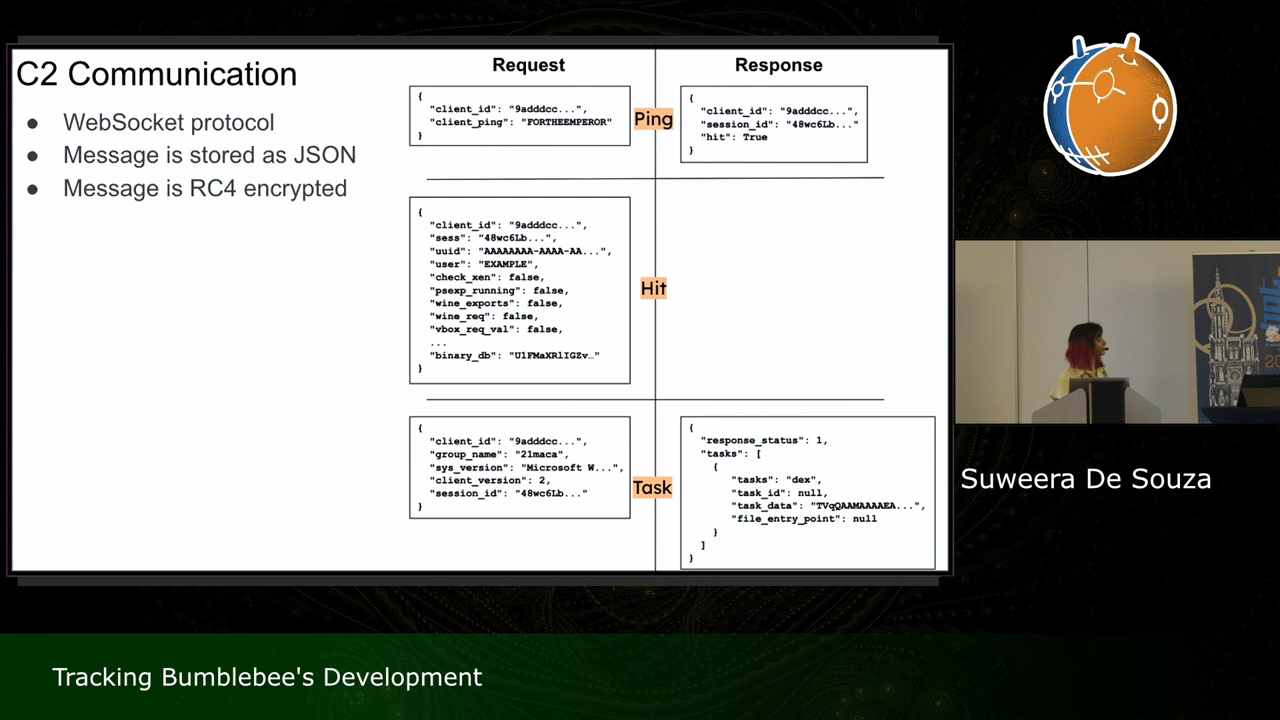 C2 Communication
● WebSocket protocol
● Message is stored as JSON
● Message is RC4 encrypted
Request
Response
{
"client_id": "9adddcc...",
"client_ping": "FORTHEEMPEROR"
}
Ping
{
"client_id": "9adddcc...",
"session_id": "48wc6Lb..."
"hit": True
}
{
"client_id": "9adddcc...",
"sess": "48wc6Lb...",
"uuid": "AAAAAAAA-AAAA-AA...",
"user": "EXAMPLE",
"check_xen": false,
"psexp_running": false,
"wine_exports": false,
"wine_req": false,
"vbox_req_val": false,
...
"binary_db": "U1FMaXRlIGZv…"
}
Hit
{
"client_id": "9adddcc...",
"group_name": "21maca",
"sys_version": "Microsoft W...",
"client_version": 2,
"session_id": "48wc6Lb..."
}
Task
{
"response_status": 1,
"tasks": [
{
"tasks": "dex",
"task_id": null,
"task_data": "TVqQAAMAAAAEA...",
"file_entry_point": null
}
]
}
Suweera De Souza
Tracking Bumblebee's Development